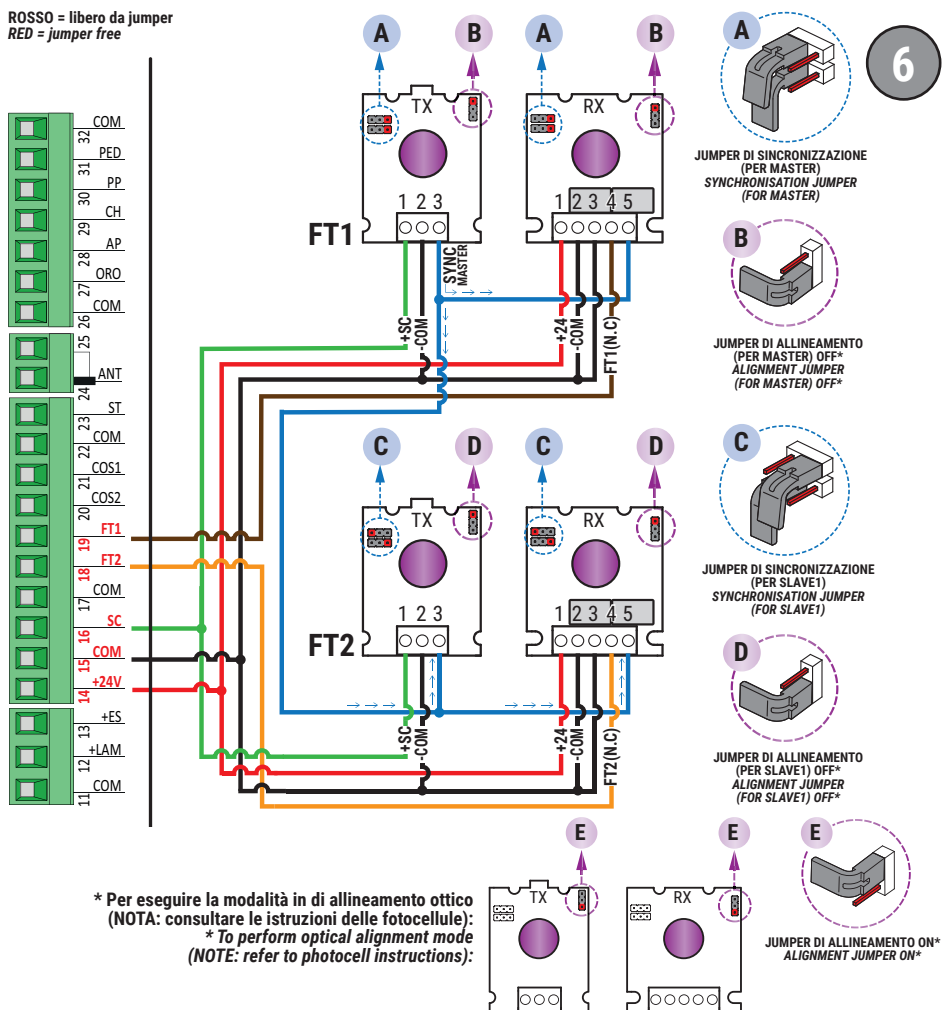 ROSSO = libero da jumper
RED = jumper free
6
A
B
A
B
A
TX
RX
1 2 3
1 2 3 4 5
FT1
SYNC
MASTER
+SC
-COM
+24
-COM
FT1(N.C)
JUMPER DI SINCRONIZZAZIONE
(PER MASTER)
SYNCHRONISATION JUMPER
(FOR MASTER)
B
JUMPER DI ALLINEAMENTO
(PER MASTER) OFF*
ALIGNMENT JUMPER
(FOR MASTER) OFF*
COM
32
PED
31
PP
30
CH
29
AP
28
ORO
27
COM
26
25
ANT
24
ST
23
COM
22
COS1
21
COS2
20
FT1
19
FT2
18
COM
17
SC
16
COM
15
+24V
14
+ES
13
+LAM
12
COM
11
C
D
C
D
C
TX
RX
1 2 3
1 2 3 4 5
FT2
+SC
-COM
+24
-COM
FT2(N.C)
JUMPER DI SINCRONIZZAZIONE
(PER SLAVE1)
SYNCHRONISATION JUMPER
(FOR SLAVE1)
D
JUMPER DI ALLINEAMENTO
(PER SLAVE1) OFF*
ALIGNMENT JUMPER
(FOR SLAVE1) OFF*
E
E
E
TX
RX
* Per eseguire la modalità in di allineamento ottico
(NOTA: consultare le istruzioni delle fotocellule):
* To perform optical alignment mode
(NOTE: refer to photocell instructions):
JUMPER DI ALLINEAMENTO ON*
ALIGNMENT JUMPER ON*